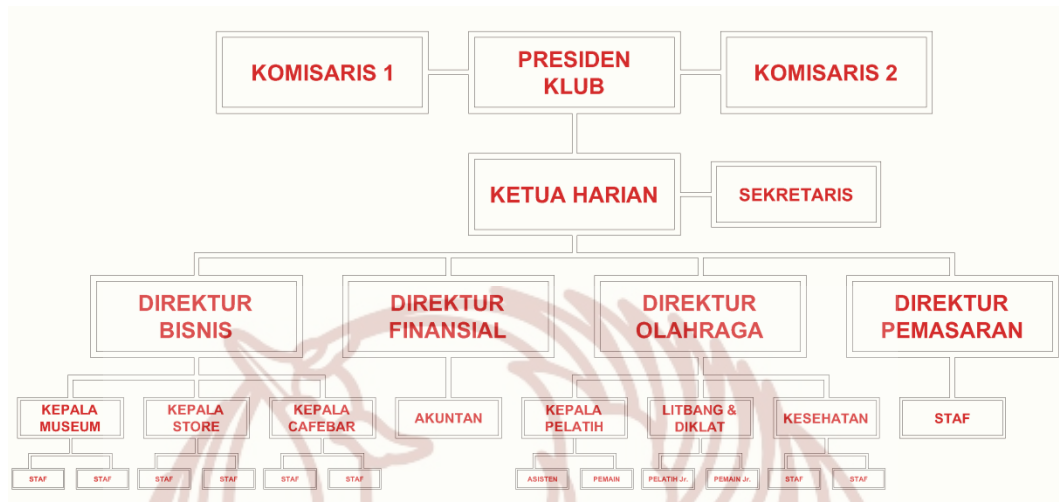 KOMISARIS 1
PRESIDEN
KLUB
KOMISARIS 2
KETUA HARIAN
SEKRETARIS
DIREKTUR
BISNIS
DIREKTUR
FINANSIAL
DIREKTUR
OLAHRAGA
DIREKTUR
PEMASARAN
KEPALA
MUSEUM
KEPALA
STORE
KEPALA
CAFEBAR
AKUNTAN
KEPALA
PELATIH
LITBANG &
DIKLAT
KESEHATAN
STAF
STAF
STAF
STAF
STAF
STAF
STAF
ASISTEN
PEMAIN
PELATIH Jr.
PEMAIN Jr.
STAF
STAF